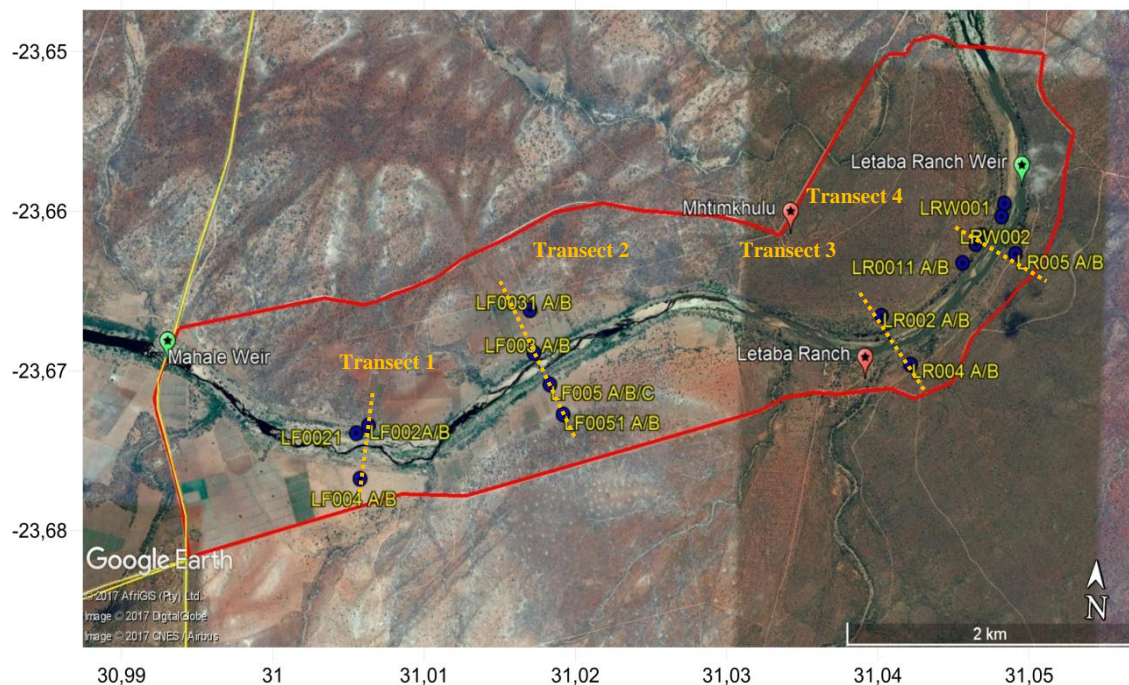 -23,65
Letaba Ranch Weir
-23,66
Mhtimkhulu
Transect 4
LRW001
LRW002
Transect 2
Transect 3
LR0011 A/B
LR005 A/B
LF0031 A/B
LR002 A/B
LF003 A/B
Mahale Weir
Transect 1
Letaba Ranch
LR004 A/B
-23,67
LF005 A/B/C
LF0051 A/B
LF0021
LF002A/B
LF004 A/B
-23,68
Google Earth
© 2017 AfriGIS (Pty) Ltd.
Image © 2017 DigitalGlobe
Image © 2017 CNES / Airbus
N
2 km
30,99
31
31,01
31,02
31,03
31,04
31,05